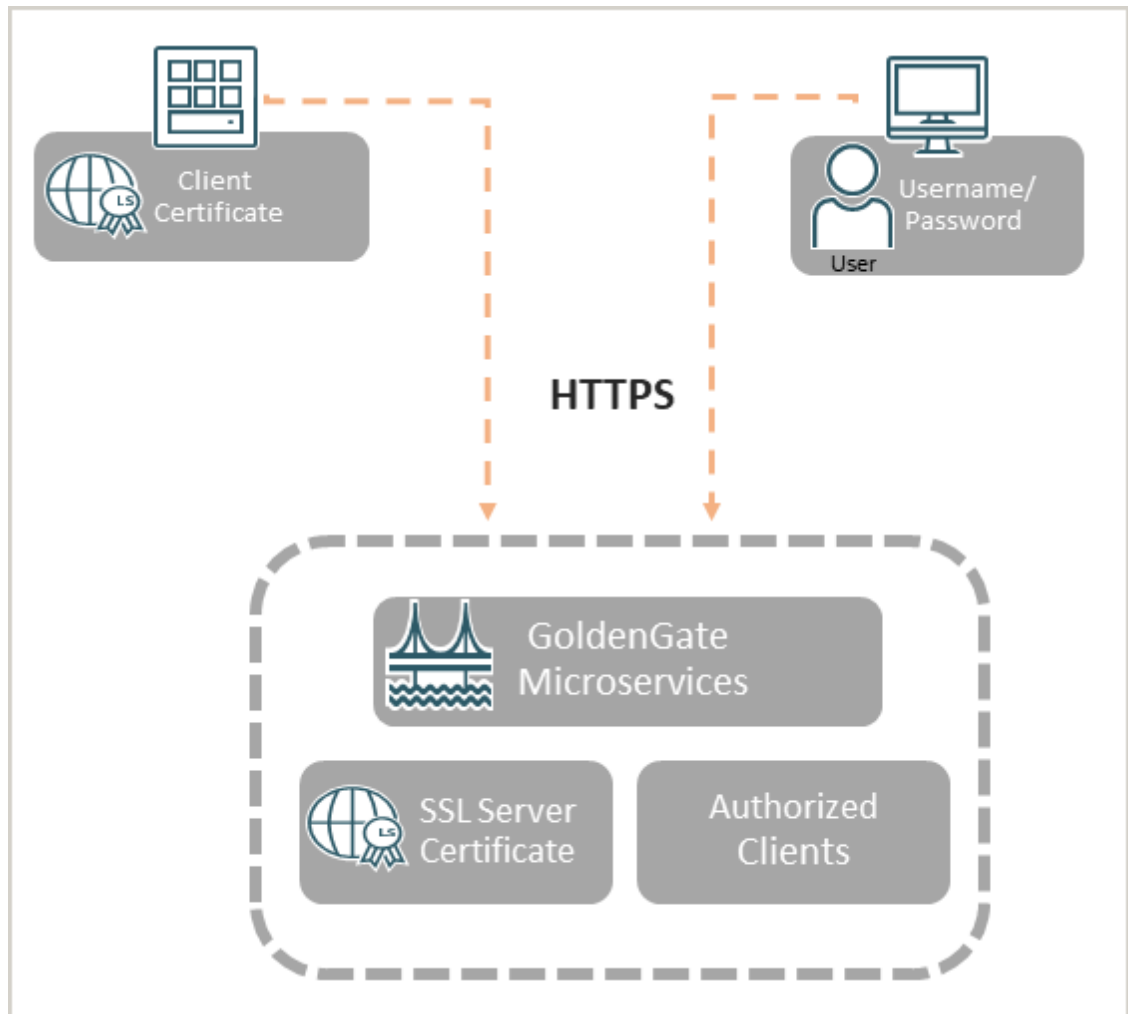 Client
Certificate
LS
Username/
Password
User
HTTPS
GoldenGate
Microservices
SSL Server
Certificate
LS
Authorized
Clients